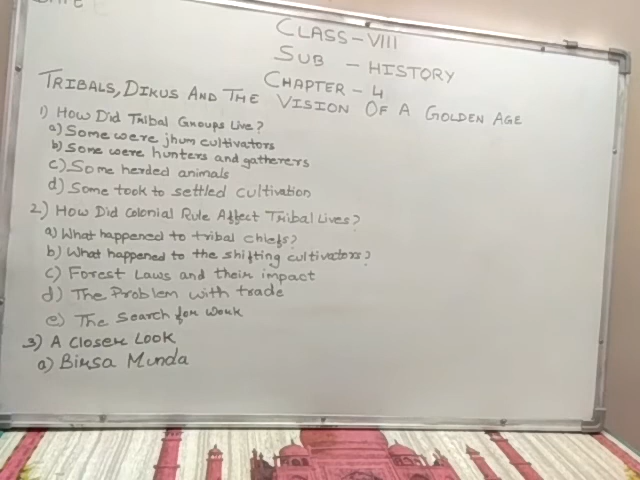 CLASS-VIII
SUB - HISTORY
CHAPTER - 4
TRIBALS, DIKUS AND THE VISION OF A GOLDEN AGE
1) How Did Tribal Groups Live?
a) Some were jhum cultivators
b) Some were hunters and gatherers
c) Some herded animals
d) Some took to settled cultivation
2) How Did Colonial Rule Affect Tribal Lives?
a) What happened to tribal chiefs?
b) What happened to the shifting cultivators?
c) Forest Laws and their impact
d) The Problem with trade
e) The Search for work
3) A Closer Look
a) Birsa Munda